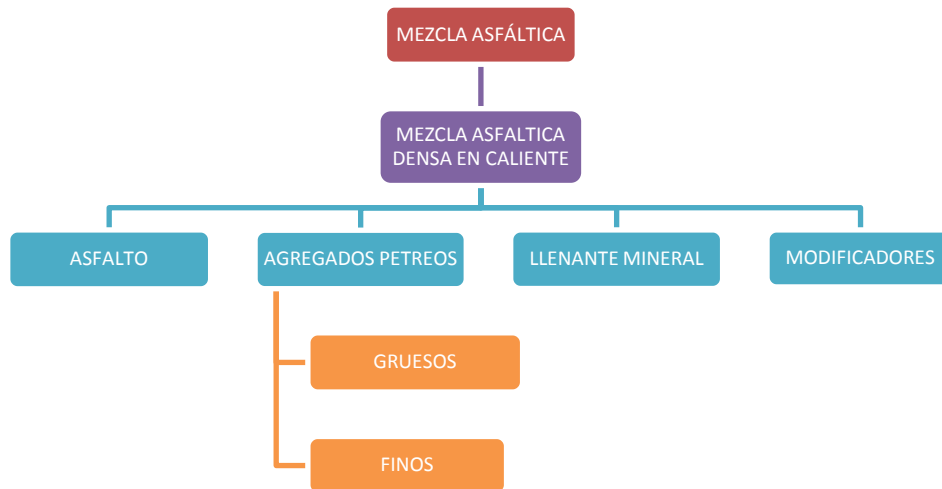 MEZCLA ASFÁLTICA
MEZCLA ASFALTICA
DENSA EN CALIENTE
ASFALTO
AGREGADOS PETREOS
LLENANTE MINERAL
MODIFICADORES
GRUESOS
FINOS